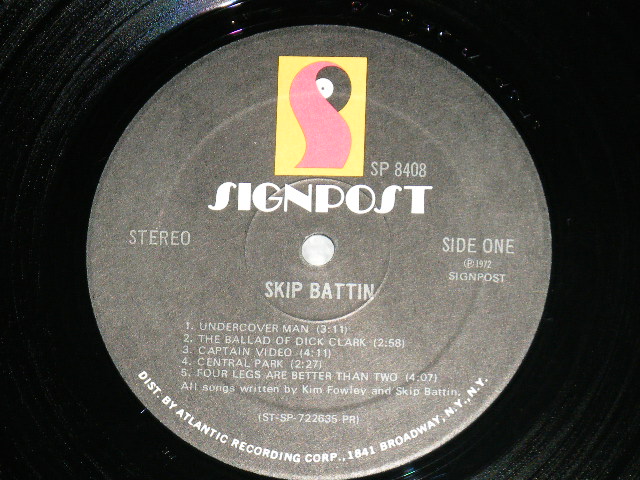 SP 8408
SIGNPOST
STEREO
SIDE ONE
Ⓟ1972
SIGNPOST
SKIP BATTIN
1. UNDERCOVER MAN (3:11)
2. THE BALLAD OF DICK CLARK (2:58)
3. CAPTAIN VIDEO (4:11)
4. CENTRAL PARK (2:27)
5. FOUR LEGS ARE BETTER THAN TWO (4:07)
All songs written by Kim Fowley and Skip Battin.
(ST-SP-722635 PR)
DIST. BY ATLANTIC RECORDING CORP., 1841 BROADWAY, N.Y., N.Y.